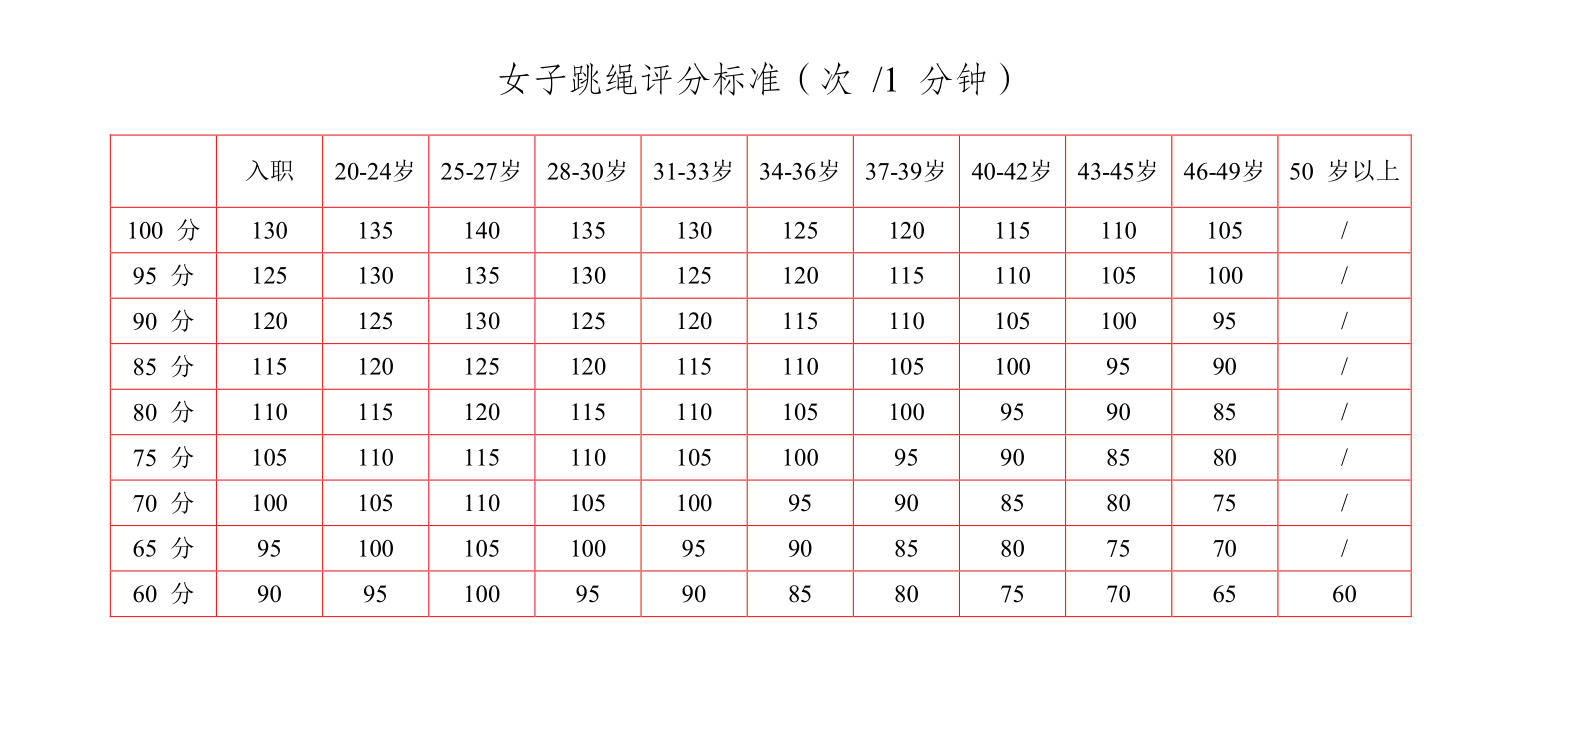 女子跳绳评分标准（次 /1 分钟）
入职 20-24岁 25-27岁 28-30岁 31-33岁 34-36岁 37-39岁 40-42岁 43-45岁 46-49岁 50 岁以上
100 分 130 135 140 135 130 125 120 115 110 105 /
95 分 125 130 135 130 125 120 115 110 105 100 /
90 分 120 125 130 125 120 115 110 105 100 95 /
85 分 115 120 125 120 115 110 105 100 95 90 /
80 分 110 115 120 115 110 105 100 95 90 85 /
75 分 105 110 115 110 105 100 95 90 85 80 /
70 分 100 105 110 105 100 95 90 85 80 75 /
65 分 95 100 105 100 95 90 85 80 75 70 /
60 分 90 95 100 95 90 85 80 75 70 65 60